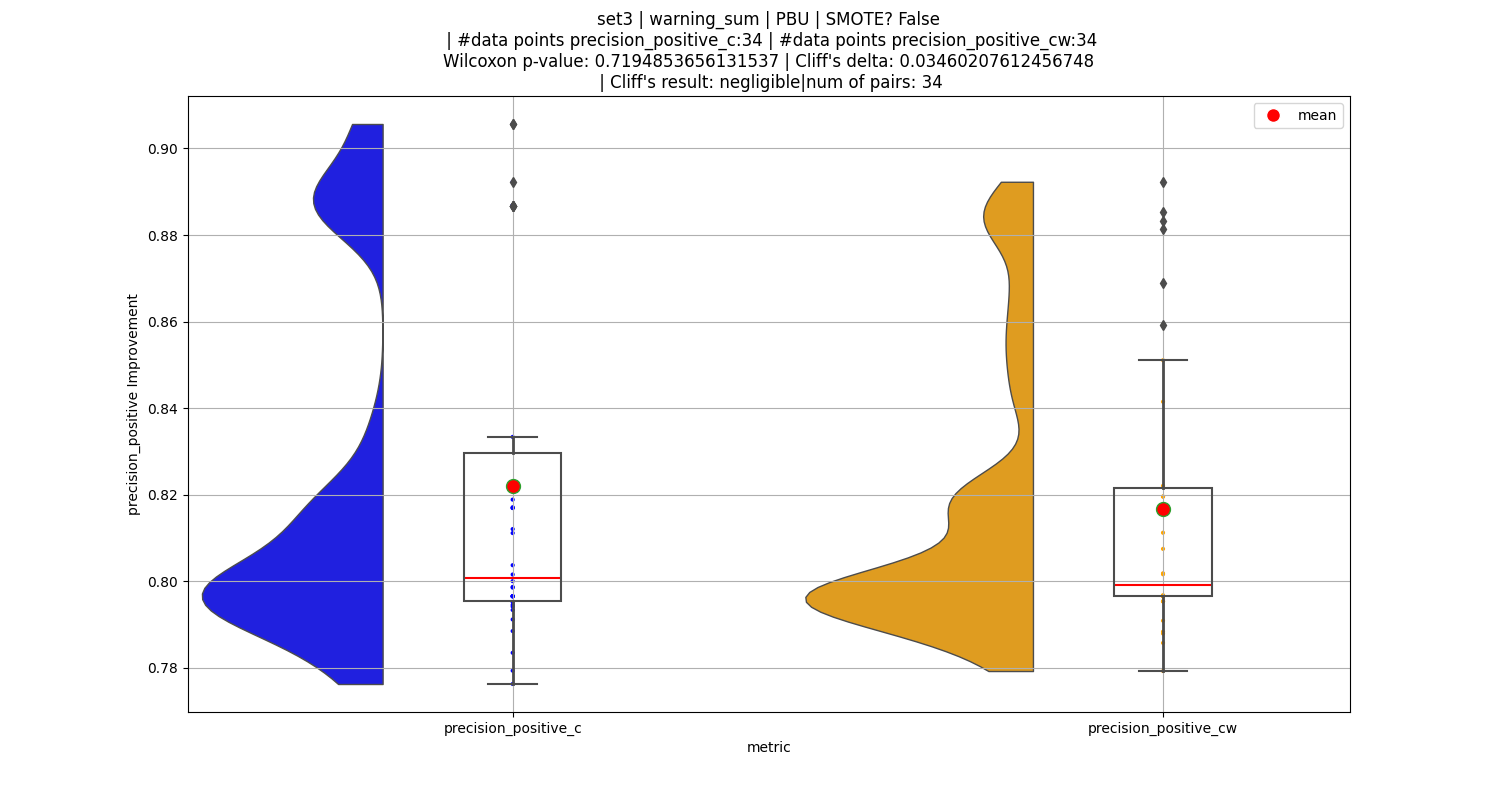 set3 | warning_sum | PBU | SMOTE? False
| #data points precision_positive_c:34 | #data points precision_positive_cw:34
Wilcoxon p-value: 0.7194853656131537 | Cliff's delta: 0.03460207612456748
| Cliff's result: negligible|num of pairs: 34
mean
0.90
0.88
0.86
0.84
0.82
0.80
0.78
precision_positive Improvement
precision_positive_c
precision_positive_cw
metric